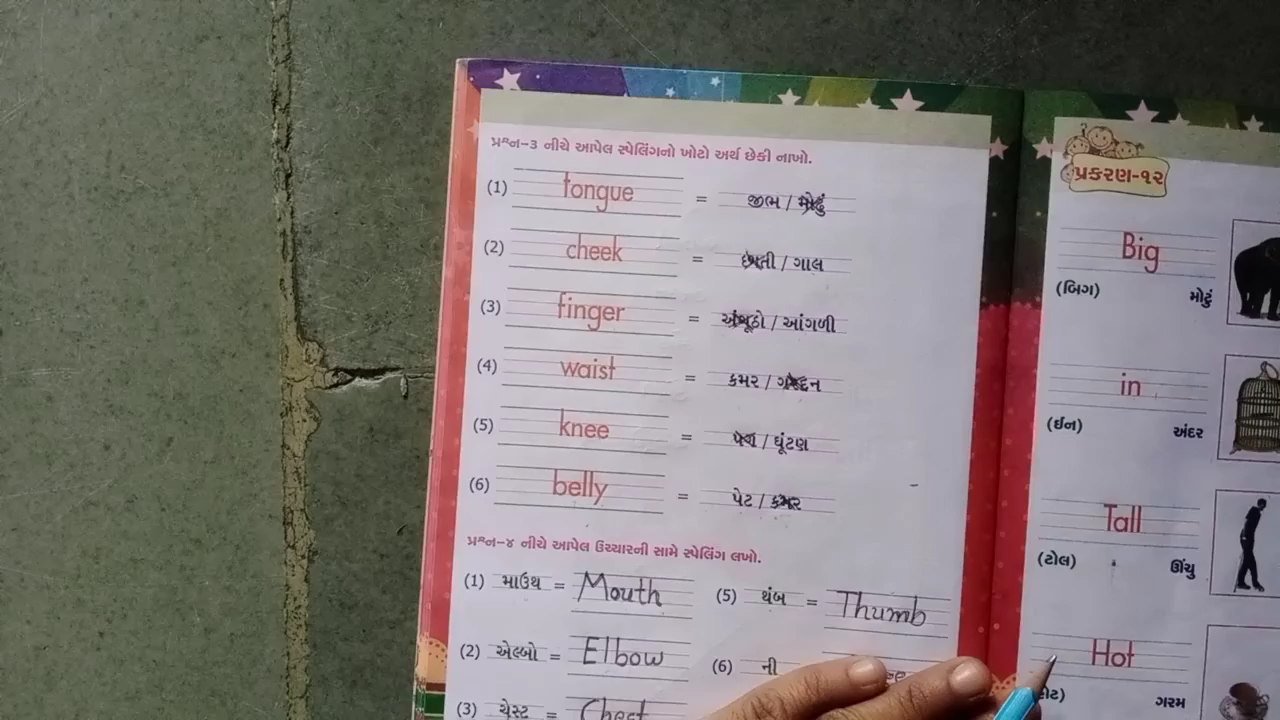 પ્રશ્ન-૩ નીચે આપેલ સ્પેલિંગનો ખોટો અર્થ છેકી નાખો.
(1) tongue = જીભ / મોઢું
(2) cheek = છાતી / ગાલ
(3) finger = અંગૂઠો / આંગળી
(4) waist = કમર / ગરદન
(5) knee = / ઘૂંટણ
(6) belly = પેટ / કમર
પ્રશ્ન-૪ નીચે આપેલ ઉચ્ચારની સામે સ્પેલિંગ લખો.
(1) માઉથ = Mouth (5) થંબ = Thumb
(2) એલ્બો = Elbow (6) ની
(3) ચેસ્ટ = Chest
પ્રકરણ-૧૨
Big
(બિગ) મોટું
in
(ઈન) અંદર
Tall
(ટોલ) ઊંચુ
Hot
ગરમ